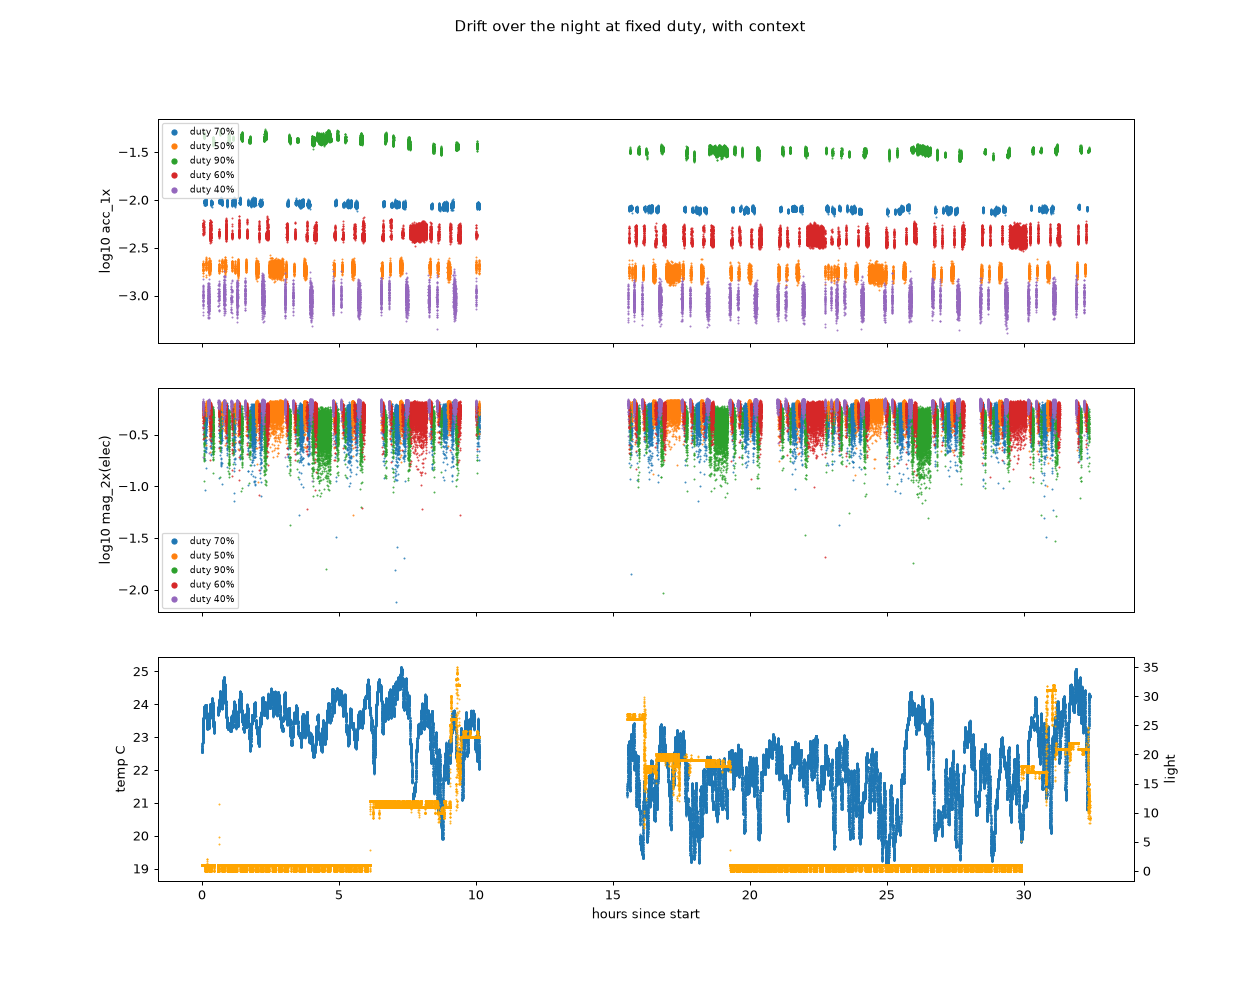 Drift over the night at fixed duty, with context
duty 70%
duty 50%
duty 90%
duty 60%
duty 40%
−1.5
−2.0
−2.5
−3.0
log10 acc_1x
duty 70%
duty 50%
duty 90%
duty 60%
duty 40%
−0.5
−1.0
−1.5
−2.0
log10 mag_2x(elec)
25
24
23
22
21
20
19
temp C
35
30
25
20
15
10
5
0
light
0 5 10 15 20 25 30
hours since start